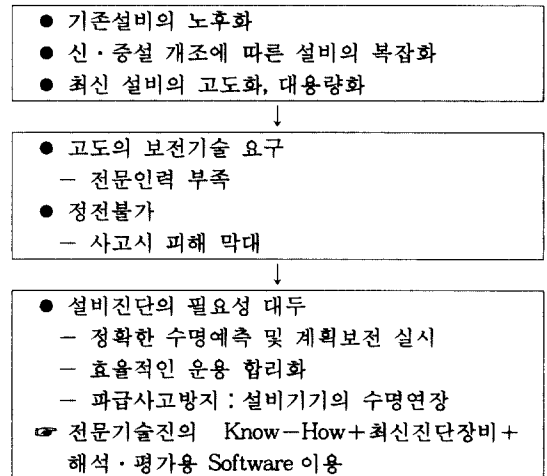 ● 기존설비의 노후화
● 신·증설 개조에 따른 설비의 복잡화
● 최신 설비의 고도화, 대용량화
↓
● 고도의 보전기술 요구
― 전문인력 부족
● 정전불가
― 사고시 피해 막대
↓
● 설비진단의 필요성 대두
― 정확한 수명예측 및 계획보전 실시
― 효율적인 운용 합리화
― 파급사고방지 : 설비기기의 수명연장
☞ 전문기술진의 Know-How+최신진단장비+
해석·평가용 Software 이용